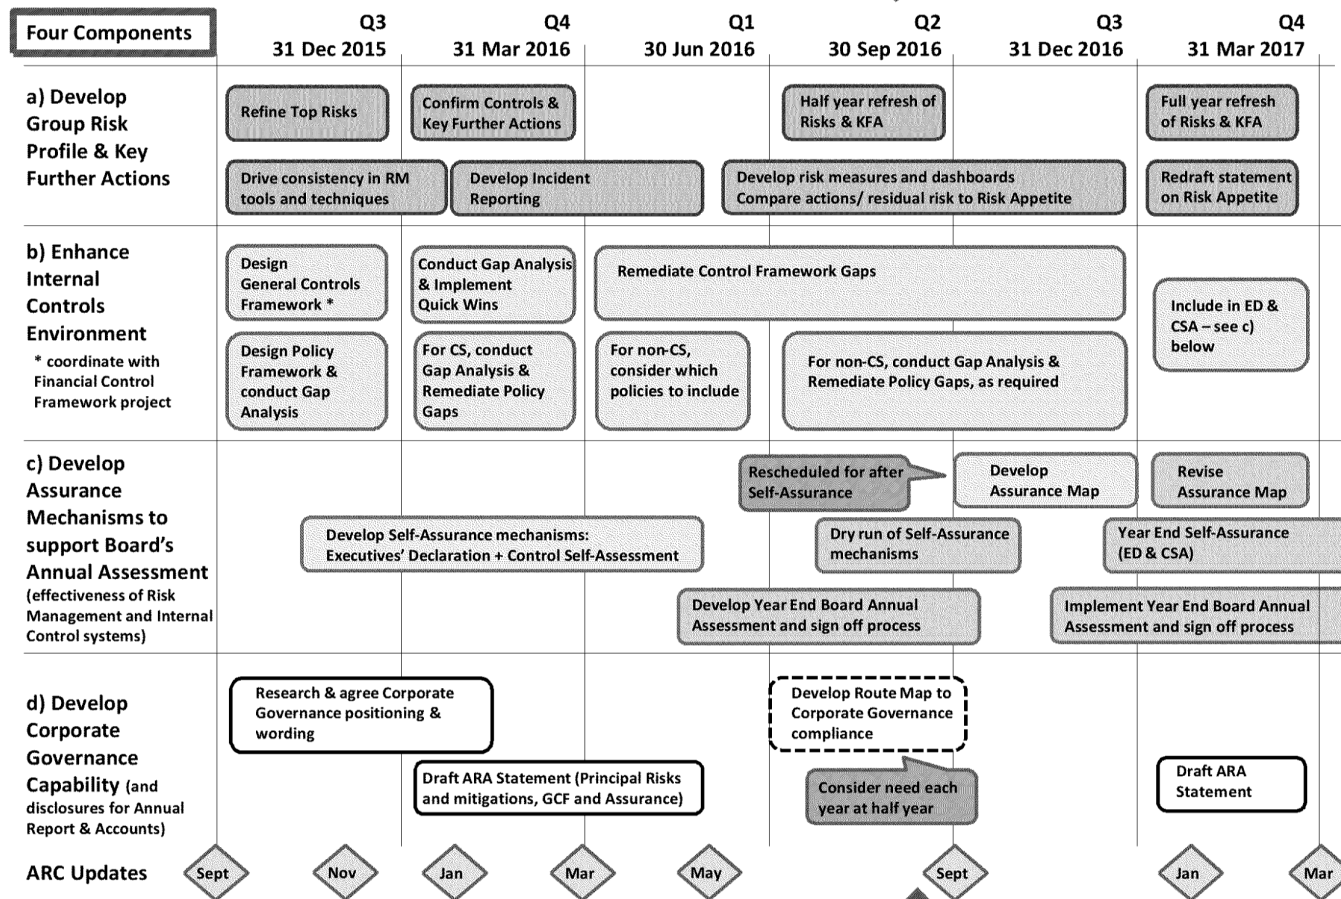 Four Components
Q3
31 Dec 2015
Q4
31 Mar 2016
Q1
30 Jun 2016
Q2
30 Sep 2016
Q3
31 Dec 2016
Q4
31 Mar 2017
a) Develop
Group Risk
Profile & Key
Further Actions
Refine Top Risks
Confirm Controls &
Key Further Actions
Half year refresh of
Risks & KFA
Full year refresh
of Risks & KFA
Drive consistency in RM
tools and techniques
Develop Incident
Reporting
Develop risk measures and dashboards
Compare actions/ residual risk to Risk Appetite
Redraft statement
on Risk Appetite
b) Enhance
Internal
Controls
Environment
* coordinate with
Financial Control
Framework project
Design
General Controls
Framework *
Conduct Gap Analysis
& Implement
Quick Wins
Remediate Control Framework Gaps
Include in ED &
CSA – see c)
below
Design Policy
Framework &
conduct Gap
Analysis
For CS, conduct
Gap Analysis &
Remediate Policy
Gaps
For non-CS,
consider which
policies to include
For non-CS, conduct Gap Analysis &
Remediate Policy Gaps, as required
c) Develop
Assurance
Mechanisms to
support Board's
Annual Assessment
(effectiveness of Risk
Management and Internal
Control systems)
Rescheduled for after
Self-Assurance
Develop
Assurance Map
Revise
Assurance Map
Develop Self-Assurance mechanisms:
Executives' Declaration + Control Self-Assessment
Dry run of Self-Assurance
mechanisms
Year End Self-Assurance
(ED & CSA)
Develop Year End Board Annual
Assessment and sign off process
Implement Year End Board Annual
Assessment and sign off process
d) Develop
Corporate
Governance
Capability (and
disclosures for Annual
Report & Accounts)
Research & agree Corporate
Governance positioning &
wording
Develop Route Map to
Corporate Governance
compliance
Draft ARA Statement (Principal Risks
and mitigations, GCF and Assurance)
Consider need each
year at half year
Draft ARA
Statement
ARC Updates
Sept
Nov
Jan
Mar
May
Sept
Jan
Mar